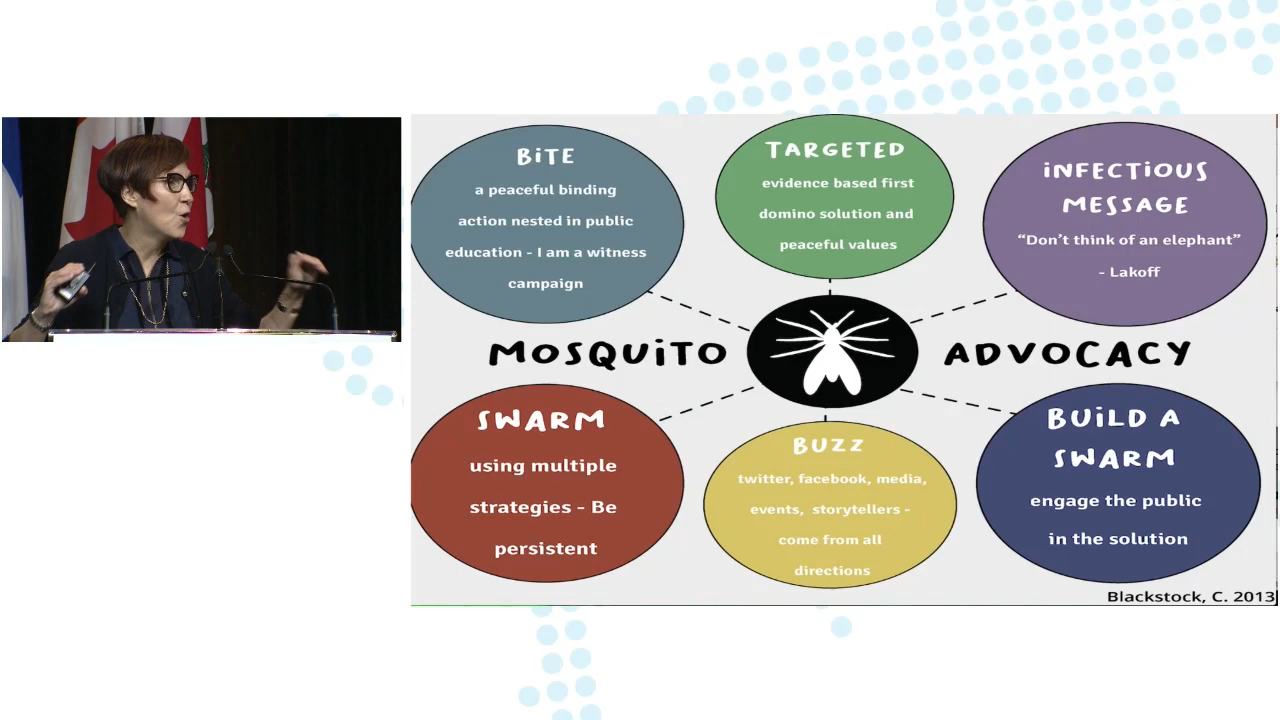 BiTE
a peaceful binding
action nested in public
education - I am a witness
campaign
TARGETED
evidence based first
domino solution and
peaceful values
iNFECTiOUS
MESSAGE
“Don’t think of an elephant”
- Lakoff
MOSQUiTO
ADVOCACY
SWARM
using multiple
strategies - Be
persistent
BUZZ
twitter, facebook, media,
events, storytellers -
come from all
directions
BUiLD A
SWARM
engage the public
in the solution
Blackstock, C. 2013